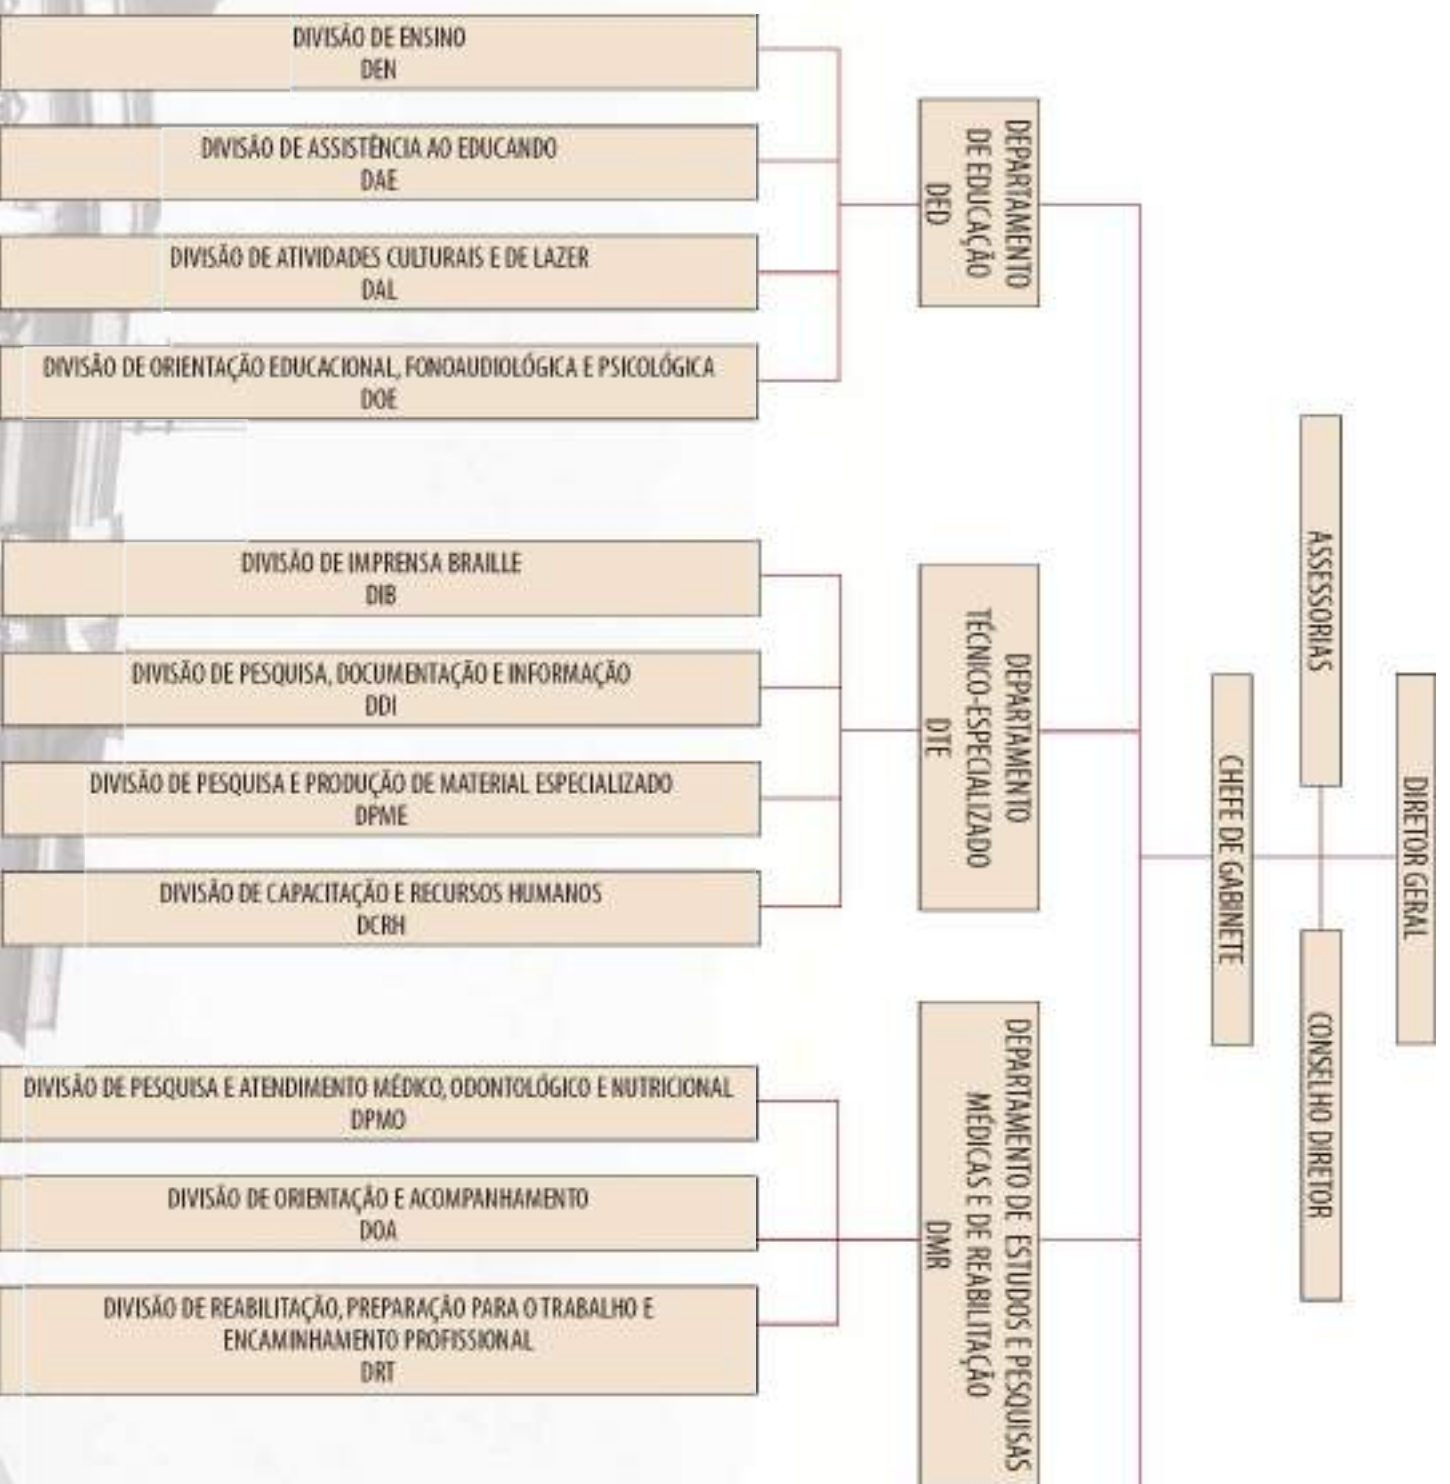 DIRETOR GERAL
ASSESSORIAS
CONSELHO DIRETOR
CHEFE DE GABINETE
DEPARTAMENTO
DE EDUCAÇÃO
DED
DIVISÃO DE ENSINO
DEN
DIVISÃO DE ASSISTÊNCIA AO EDUCANDO
DAE
DIVISÃO DE ATIVIDADES CULTURAIS E DE LAZER
DAL
DIVISÃO DE ORIENTAÇÃO EDUCACIONAL, FONOAUDIOLÓGICA E PSICOLÓGICA
DOE
DEPARTAMENTO
TÉCNICO-ESPECIALIZADO
DTE
DIVISÃO DE IMPRENSA BRAILLE
DIB
DIVISÃO DE PESQUISA, DOCUMENTAÇÃO E INFORMAÇÃO
DDI
DIVISÃO DE PESQUISA E PRODUÇÃO DE MATERIAL ESPECIALIZADO
DPME
DIVISÃO DE CAPACITAÇÃO E RECURSOS HUMANOS
DCRH
DEPARTAMENTO DE ESTUDOS E PESQUISAS
MÉDICAS E DE REABILITAÇÃO
DMR
DIVISÃO DE PESQUISA E ATENDIMENTO MÉDICO, ODONTOLÓGICO E NUTRICIONAL
DPMO
DIVISÃO DE ORIENTAÇÃO E ACOMPANHAMENTO
DOA
DIVISÃO DE REABILITAÇÃO, PREPARAÇÃO PARA O TRABALHO E
ENCAMINHAMENTO PROFISSIONAL
DRT